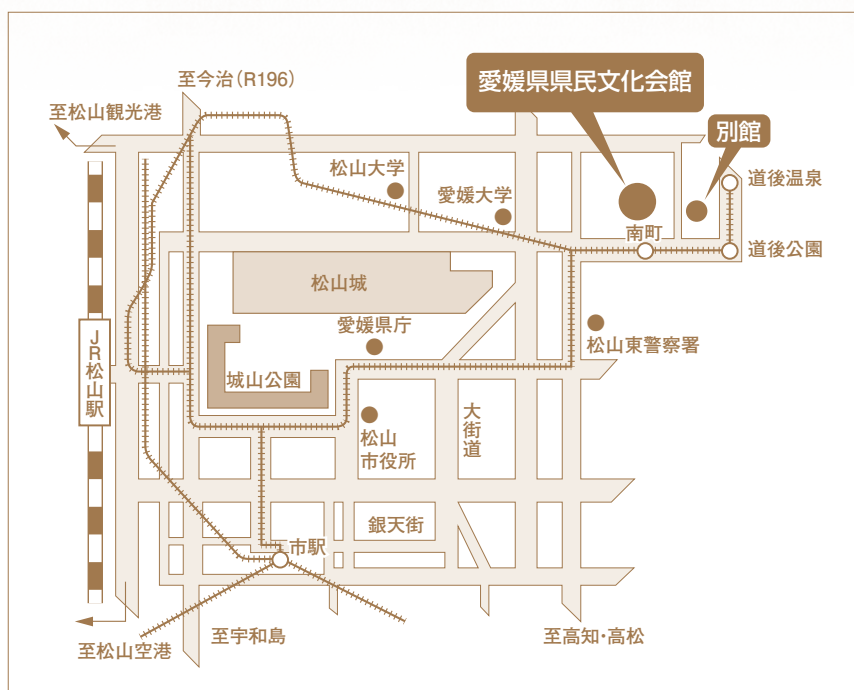 至今治（R196）
愛媛県県民文化会館
至松山観光港
別館
松山大学
愛媛大学
道後温泉
南町
道後公園
松山城
愛媛県庁
松山東警察署
JR松山駅
城山公園
大街道
松山
市役所
銀天街
市駅
至松山空港
至宇和島
至高知・高松